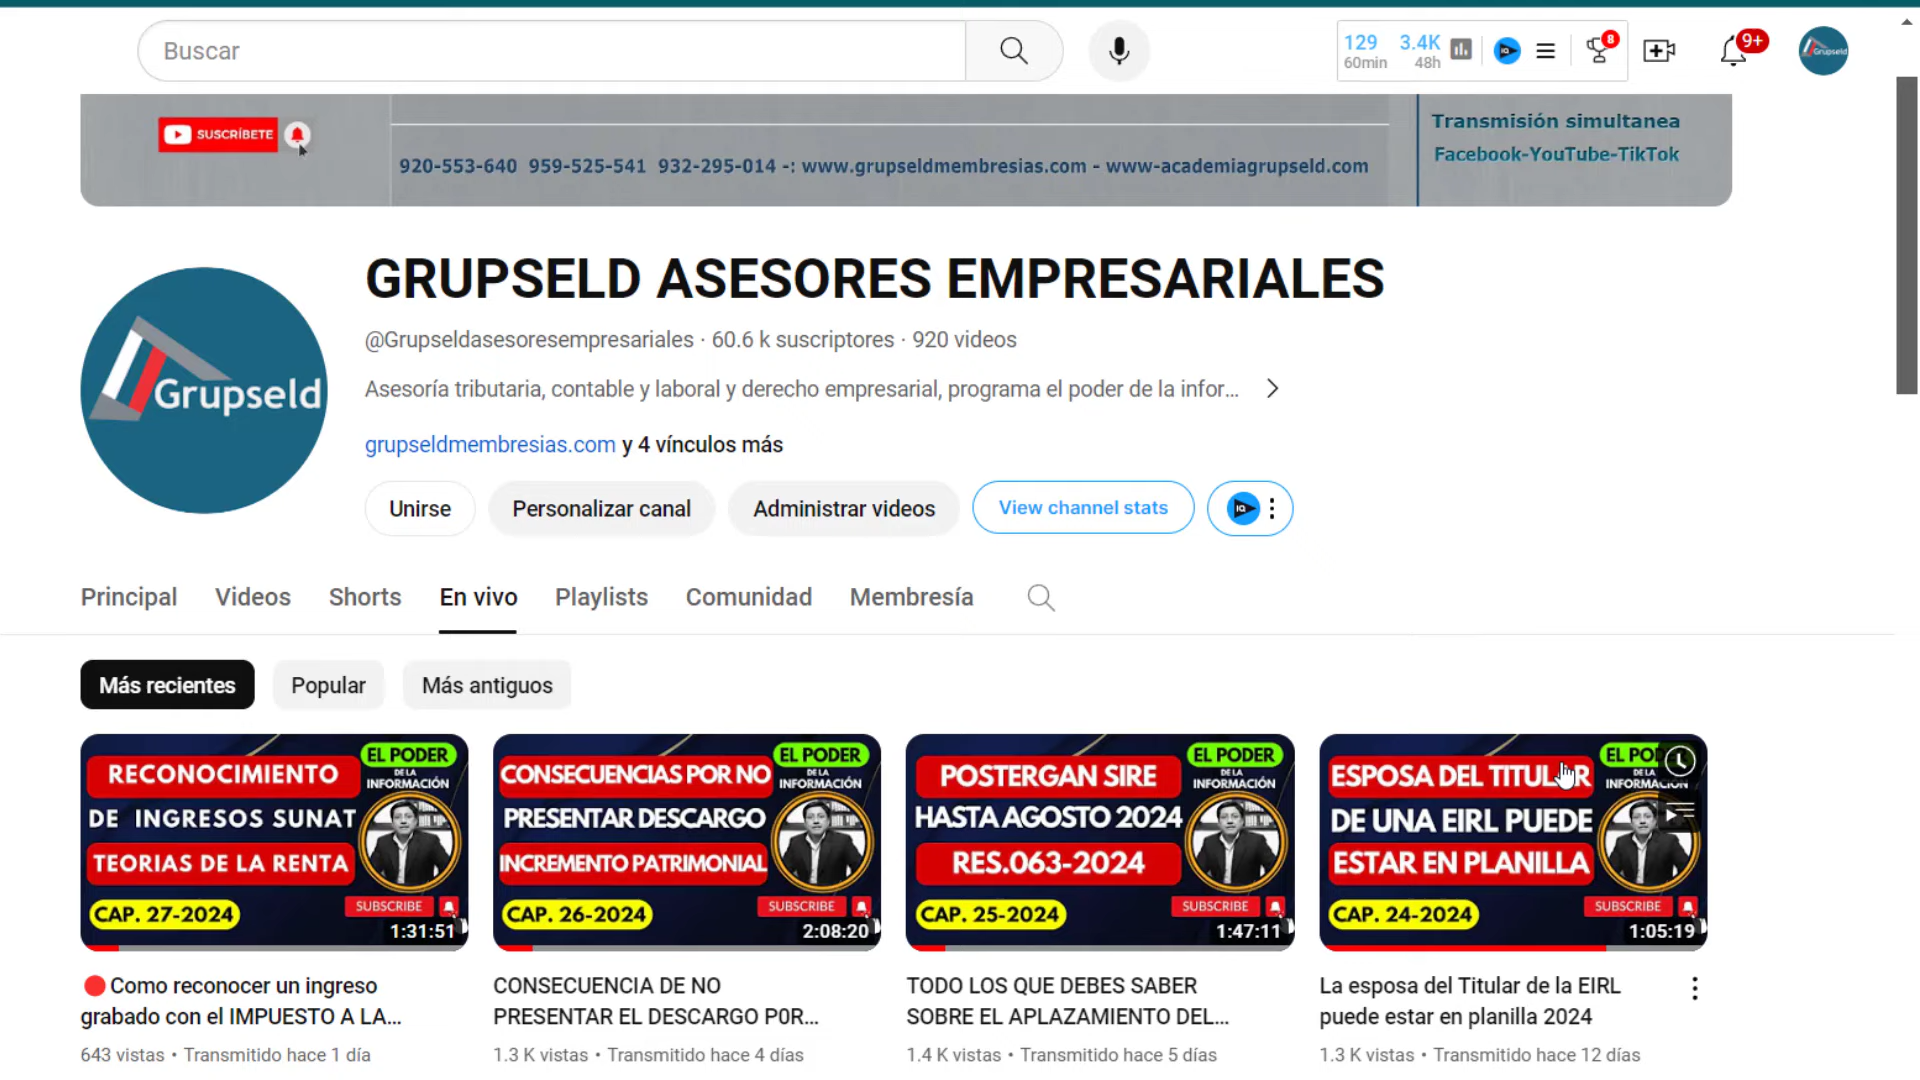 Buscar
129 3.4K
60min 48h
8
9+
Grupseld
SUSCRÍBETE
920-553-640 959-525-541 932-295-014 -: www.grupseldmembresias.com - www-academiagrupseld.com
Transmisión simultanea
Facebook-YouTube-TikTok
Grupseld
GRUPSELD ASESORES EMPRESARIALES
@Grupseldasesoresempresariales · 60.6 k suscriptores · 920 videos
Asesoría tributaria, contable y laboral y derecho empresarial, programa el poder de la infor...
grupseldmembresias.com y 4 vínculos más
Unirse
Personalizar canal
Administrar videos
View channel stats
IQ
Principal
Videos
Shorts
En vivo
Playlists
Comunidad
Membresía
Más recientes
Popular
Más antiguos
RECONOCIMIENTO
DE INGRESOS SUNAT
TEORIAS DE LA RENTA
CAP. 27-2024
EL PODER
DE LA
INFORMACIÓN
SUBSCRIBE
1:31:51
CONSECUENCIAS POR NO
PRESENTAR DESCARGO
INCREMENTO PATRIMONIAL
CAP. 26-2024
EL PODER
DE LA
INFORMACIÓN
SUBSCRIBE
2:08:20
POSTERGAN SIRE
HASTA AGOSTO 2024
RES.063-2024
CAP. 25-2024
EL PODER
DE LA
INFORMACIÓN
SUBSCRIBE
1:47:11
ESPOSA DEL TITULAR
DE UNA EIRL PUEDE
ESTAR EN PLANILLA
CAP. 24-2024
EL POD
DE LA
INFORMACIÓN
SUBSCRIBE
1:05:19
Como reconocer un ingreso
grabado con el IMPUESTO A LA...
643 vistas • Transmitido hace 1 día
CONSECUENCIA DE NO
PRESENTAR EL DESCARGO P0R...
1.3 K vistas • Transmitido hace 4 días
TODO LOS QUE DEBES SABER
SOBRE EL APLAZAMIENTO DEL...
1.4 K vistas • Transmitido hace 5 días
La esposa del Titular de la EIRL
puede estar en planilla 2024
1.3 K vistas • Transmitido hace 12 días